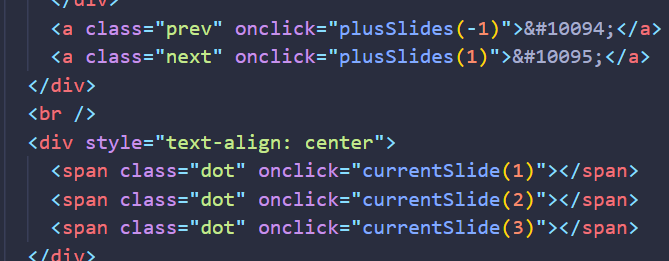 </div>
<a class="prev" onclick="plusSlides(-1)">&#10094;</a>
<a class="next" onclick="plusSlides(1)">&#10095;</a>
</div>
<br />
<div style="text-align: center">
<span class="dot" onclick="currentSlide(1)"></span>
<span class="dot" onclick="currentSlide(2)"></span>
<span class="dot" onclick="currentSlide(3)"></span>
</div>